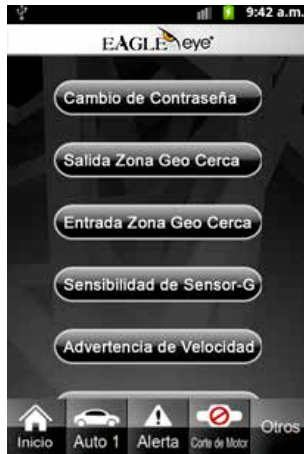 9:42 a.m.
EAGLE eye
Cambio de Contraseña
Salida Zona Geo Cerca
Entrada Zona Geo Cerca
Sensibilidad de Sensor-G
Advertencia de Velocidad
Inicio
Auto 1
Alerta
Corte de Motor
Otros